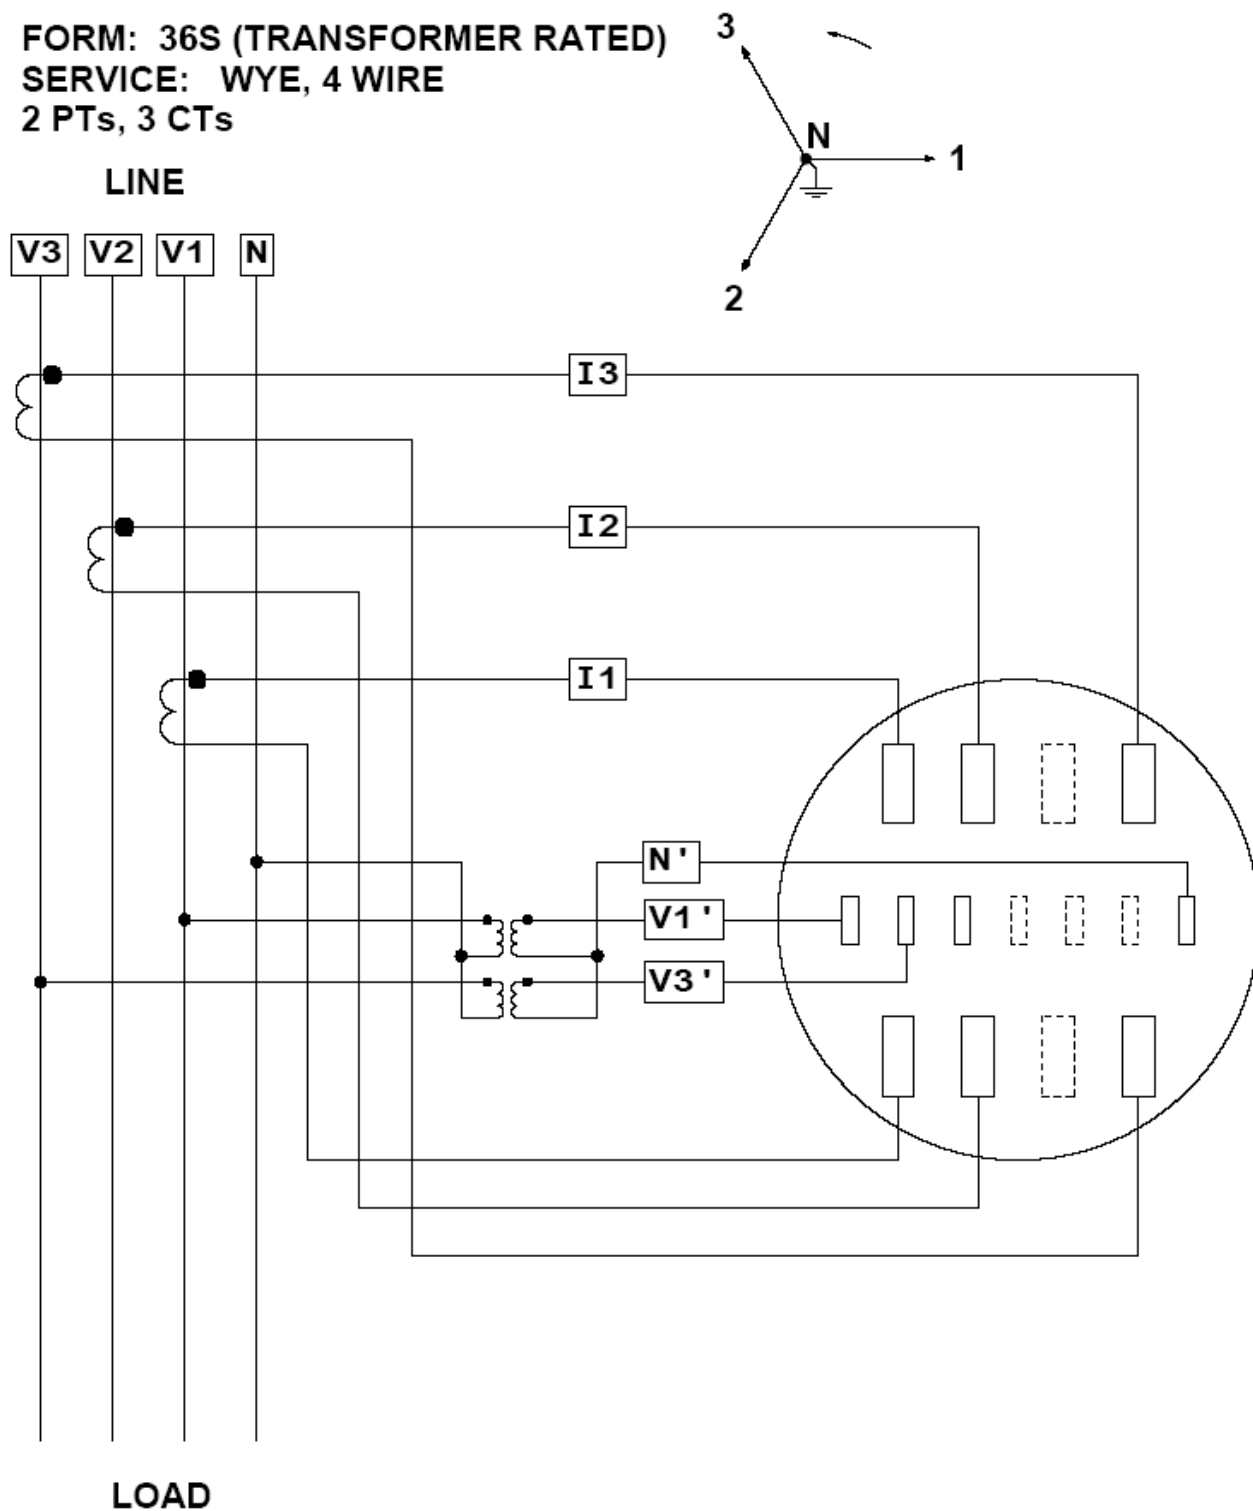 FORM: 36S (TRANSFORMER RATED)
SERVICE: WYE, 4 WIRE
2 PTs, 3 CTs
3
N
1
2
LINE
V3 V2 V1 N
I3
I2
I1
N'
V1'
V3'
LOAD